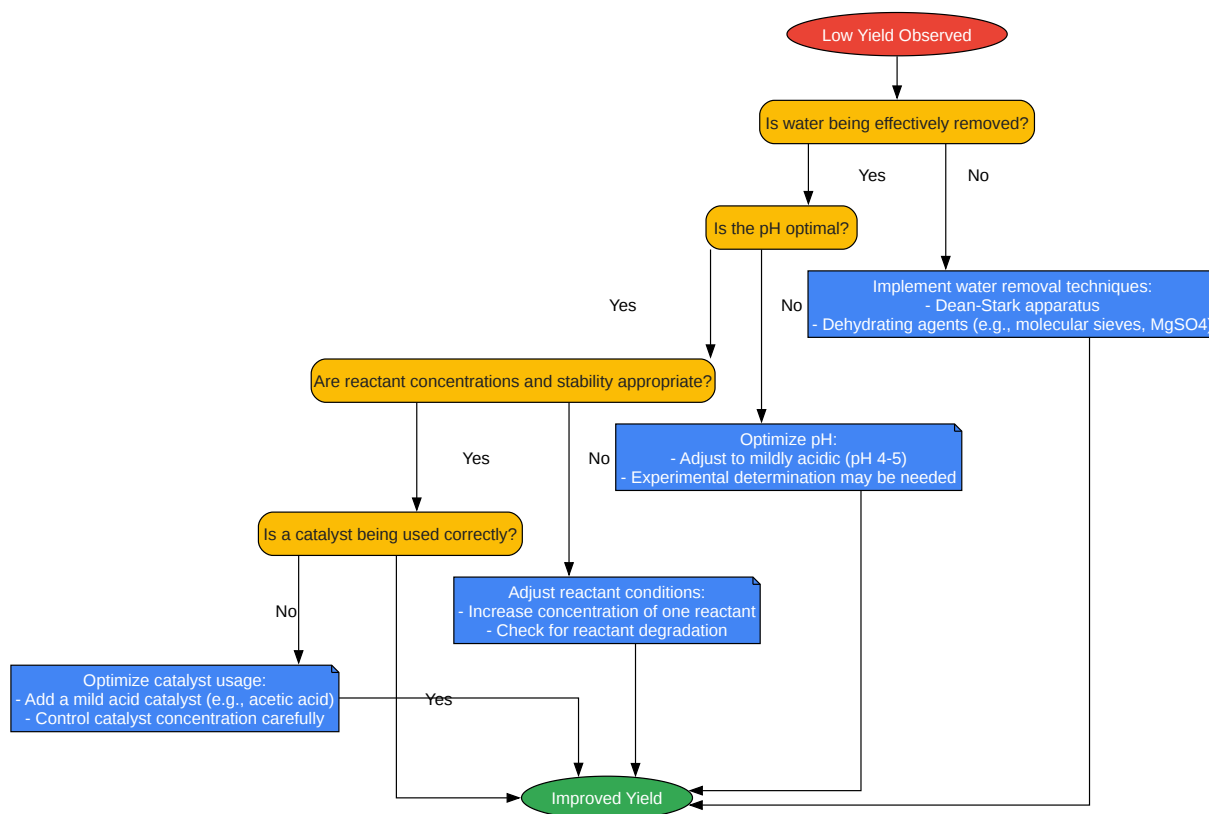 Low Yield Observed
Is water being effectively removed?
Yes
No
Is the pH optimal?
Implement water removal techniques:
- Dean-Stark apparatus
- Dehydrating agents (e.g., molecular sieves, MgSO4)
Yes
No
Are reactant concentrations and stability appropriate?
Optimize pH:
- Adjust to mildly acidic (pH 4-5)
- Experimental determination may be needed
Yes
No
Is a catalyst being used correctly?
Adjust reactant conditions:
- Increase concentration of one reactant
- Check for reactant degradation
No
Optimize catalyst usage:
- Add a mild acid catalyst (e.g., acetic acid)
- Control catalyst concentration carefully
Yes
Improved Yield